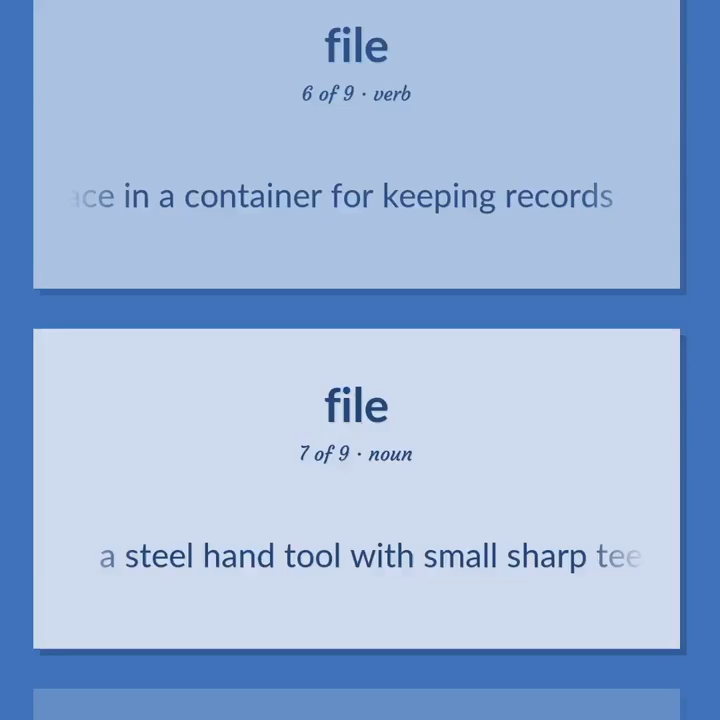 file
6 of 9 · verb
in a container for keeping records
file
7 of 9 · noun
a steel hand tool with small sharp